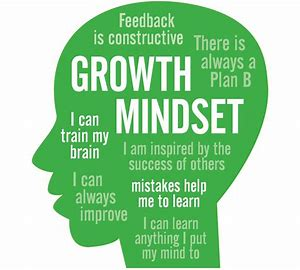 Feedback
is constructive
There is
always a
Plan B
GROWTH
MINDSET
I can
train my
brain
I am inspired by the
success of others
I can
always
improve
mistakes help
me to learn
I can learn
anything I put
my mind to